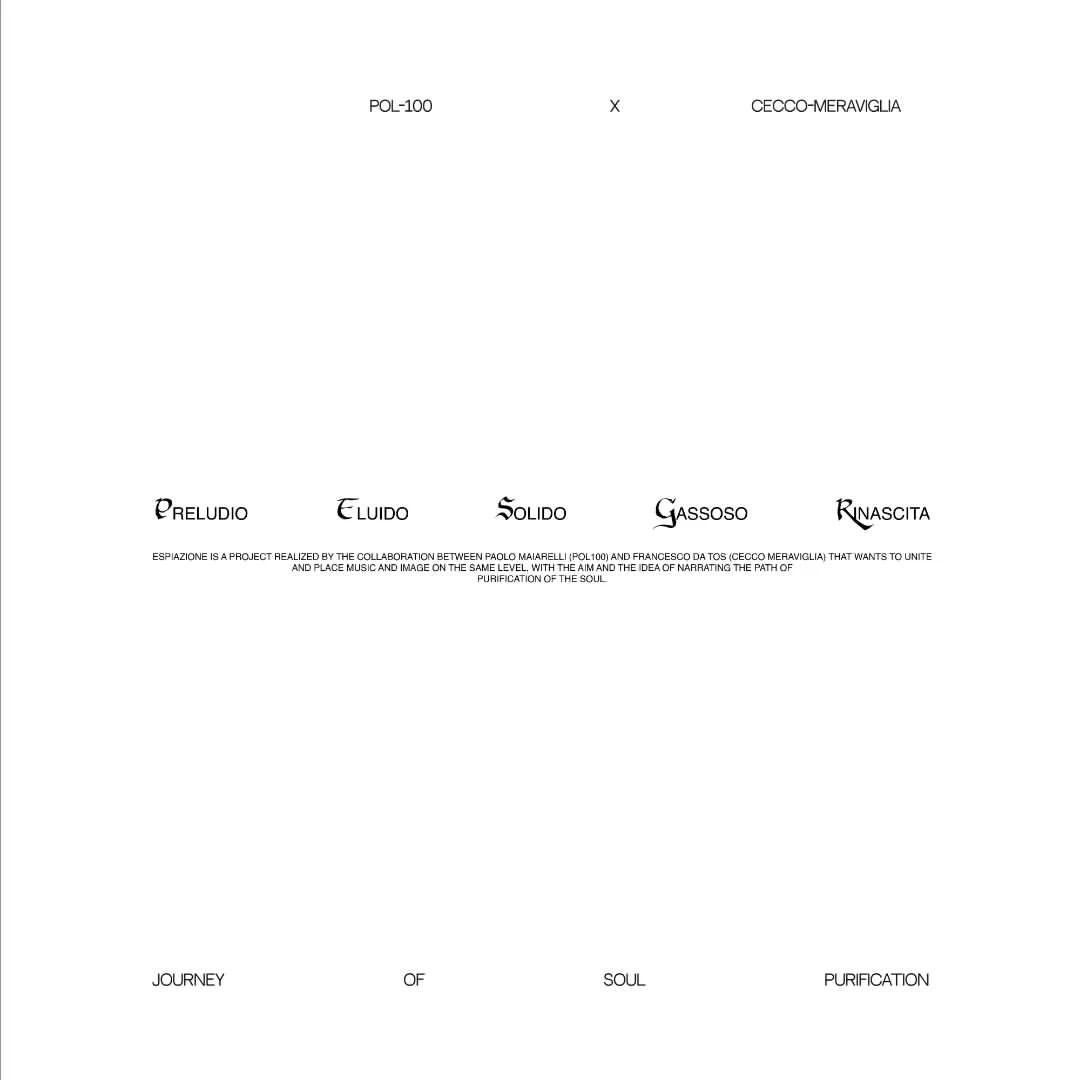 POL-100 X CECCO-MERAVIGLIA
PRELUDIO FLUIDO SOLIDO GASSOSO RINASCITA
ESPIAZIONE IS A PROJECT REALIZED BY THE COLLABORATION BETWEEN PAOLO MAIARELLI (POL100) AND FRANCESCO DA TOS (CECCO MERAVIGLIA) THAT WANTS TO UNITE
AND PLACE MUSIC AND IMAGE ON THE SAME LEVEL, WITH THE AIM AND THE IDEA OF NARRATING THE PATH OF
PURIFICATION OF THE SOUL.
JOURNEY OF SOUL PURIFICATION